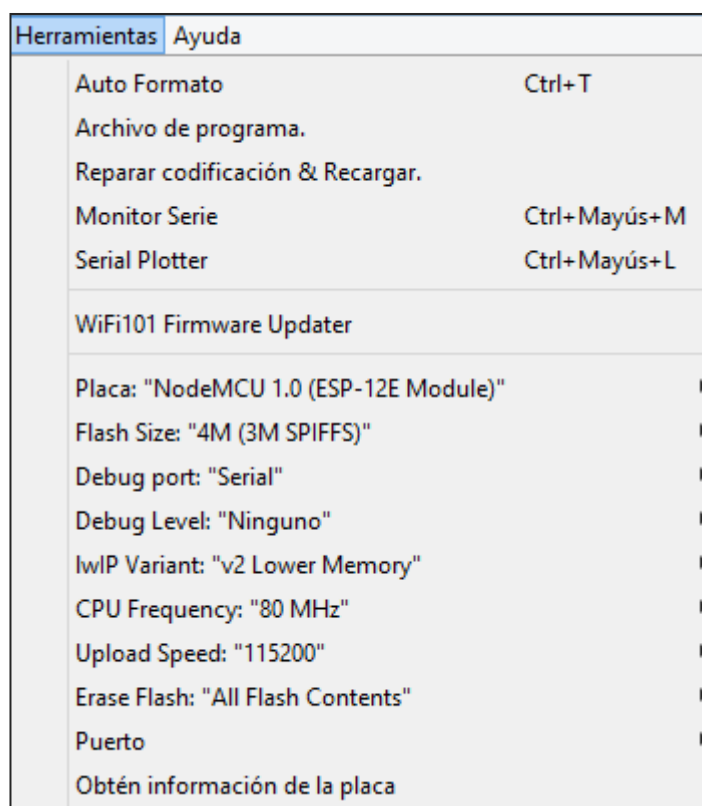 Herramientas Ayuda
Auto Formato Ctrl+T
Archivo de programa.
Reparar codificación & Recargar.
Monitor Serie Ctrl+Mayús+M
Serial Plotter Ctrl+Mayús+L
WiFi101 Firmware Updater
Placa: "NodeMCU 1.0 (ESP-12E Module)"
Flash Size: "4M (3M SPIFFS)"
Debug port: "Serial"
Debug Level: "Ninguno"
lwIP Variant: "v2 Lower Memory"
CPU Frequency: "80 MHz"
Upload Speed: "115200"
Erase Flash: "All Flash Contents"
Puerto
Obtén información de la placa